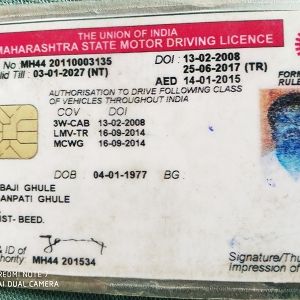 THE UNION OF INDIA
MAHARASHTRA STATE MOTOR DRIVING LICENCE
No : MH44 20110003135 DOI : 13-02-2008
lid Till : 03-01-2027 (NT) 25-06-2017 (TR)
AED 14-01-2015
FORM
RULE
AUTHORISATION TO DRIVE FOLLOWING CLASS
OF VEHICLES THROUGHOUT INDIA
COV DOI
3W-CAB 13-02-2008
LMV-TR 16-09-2014
MCWG 16-09-2014
DOB : 04-01-1977 BG :
BAJI GHULE
ANPATI GHULE
IST- BEED.
& ID of
thority: MH44 201534
Signature/Thu
Impression of
REDMI NOTE 7
AI DUAL CAMERA